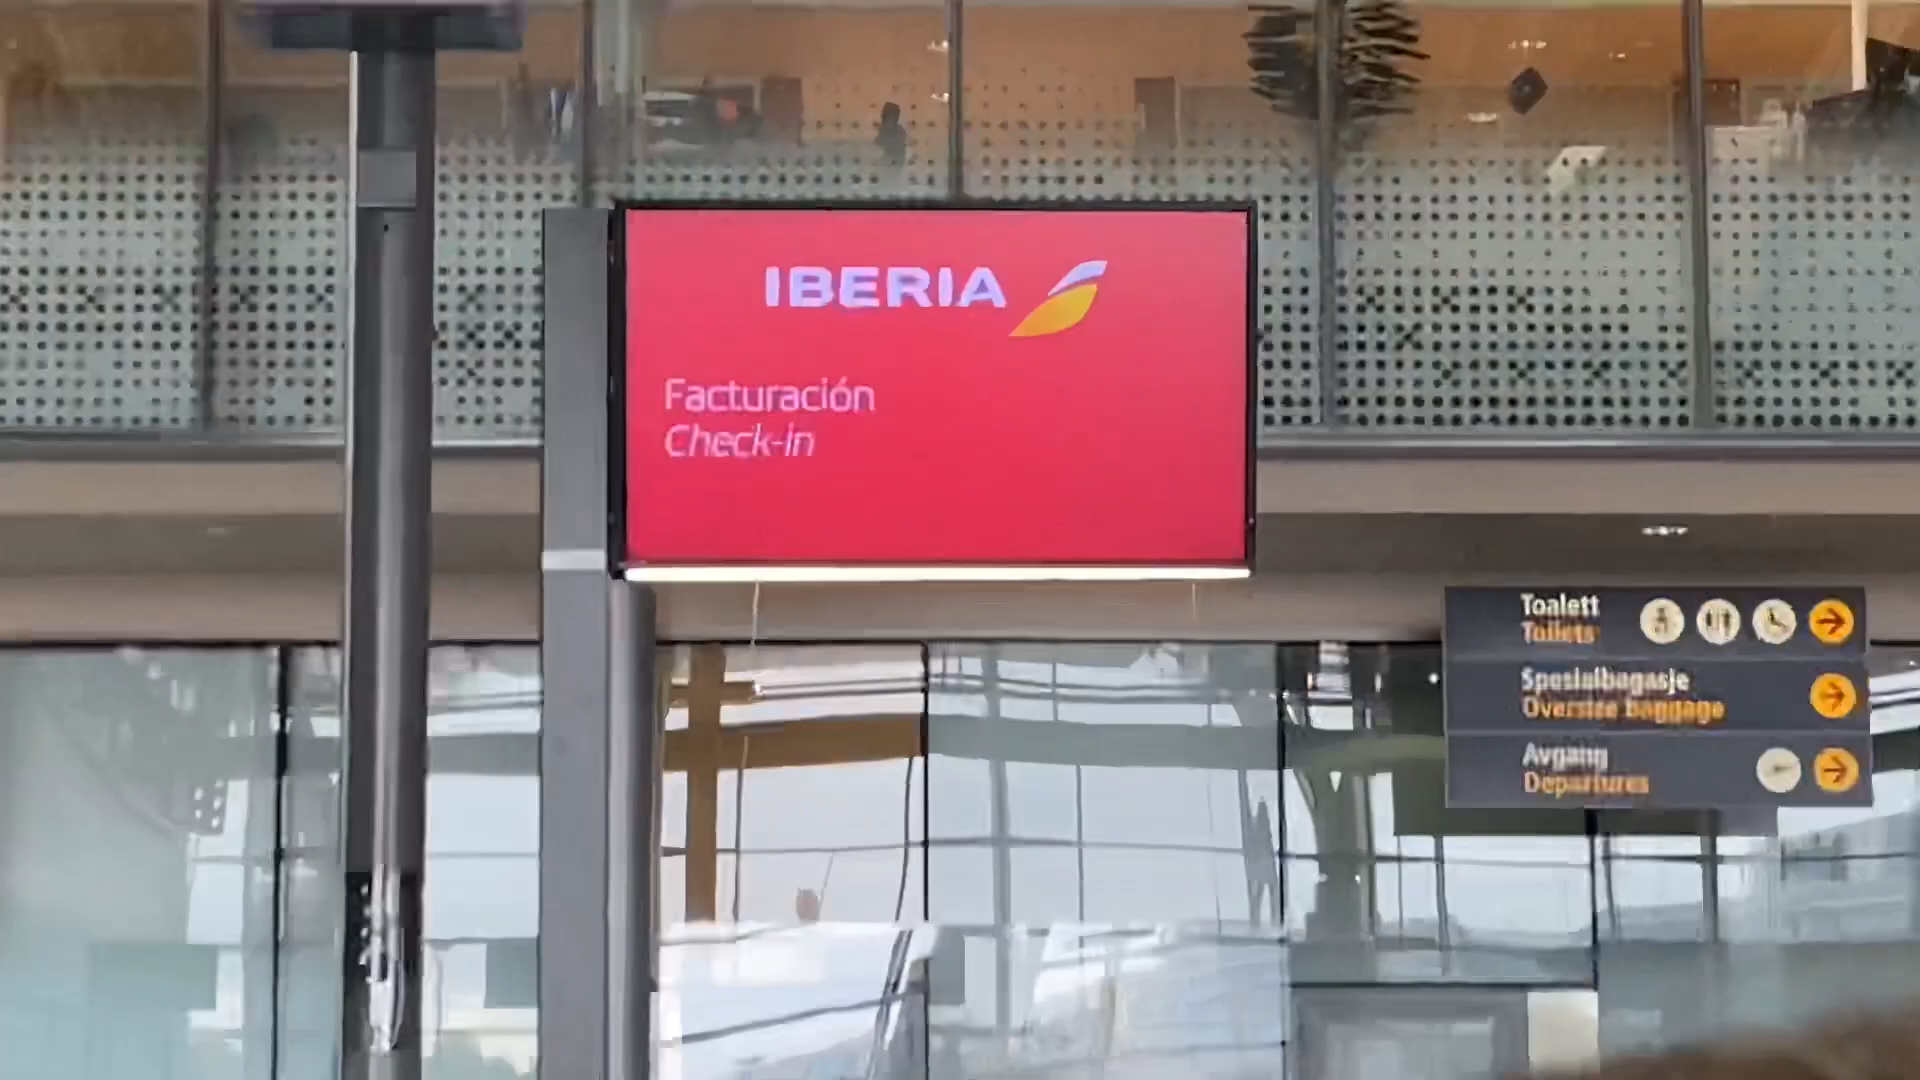 IBERIA
Facturación
Check-in
Toalett
Toilets
Spesialbagasje
Oversize baggage
Avgang
Departures